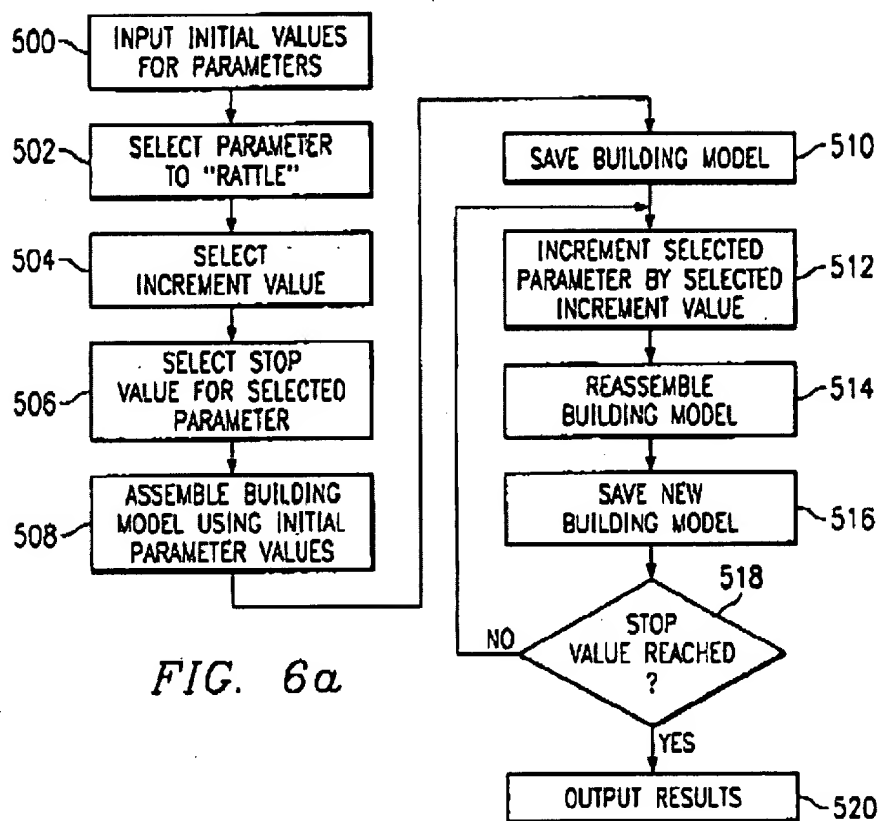 500
INPUT INITIAL VALUES
FOR PARAMETERS
502
SELECT PARAMETER
TO "RATTLE"
504
SELECT
INCREMENT VALUE
506
SELECT STOP
VALUE FOR SELECTED
PARAMETER
508
ASSEMBLE BUILDING
MODEL USING INITIAL
PARAMETER VALUES
SAVE BUILDING MODEL
510
INCREMENT SELECTED
PARAMETER BY SELECTED
INCREMENT VALUE
512
REASSEMBLE
BUILDING MODEL
514
SAVE NEW
BUILDING MODEL
516
518
STOP
VALUE REACHED
?
NO
YES
OUTPUT RESULTS
520
FIG. 6a